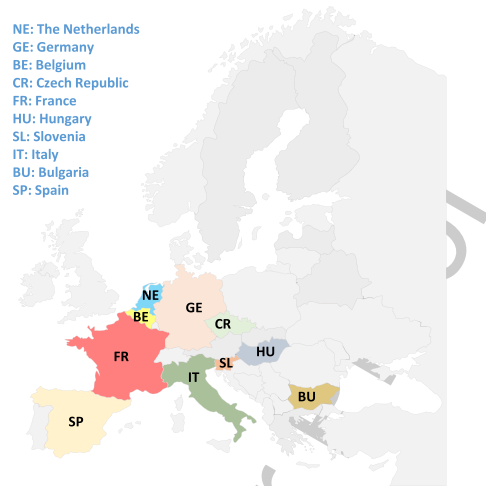 NE: The Netherlands
GE: Germany
BE: Belgium
CR: Czech Republic
FR: France
HU: Hungary
SL: Slovenia
IT: Italy
BU: Bulgaria
SP: Spain
NE
GE
BE
CR
HU
FR
SL
IT
BU
SP